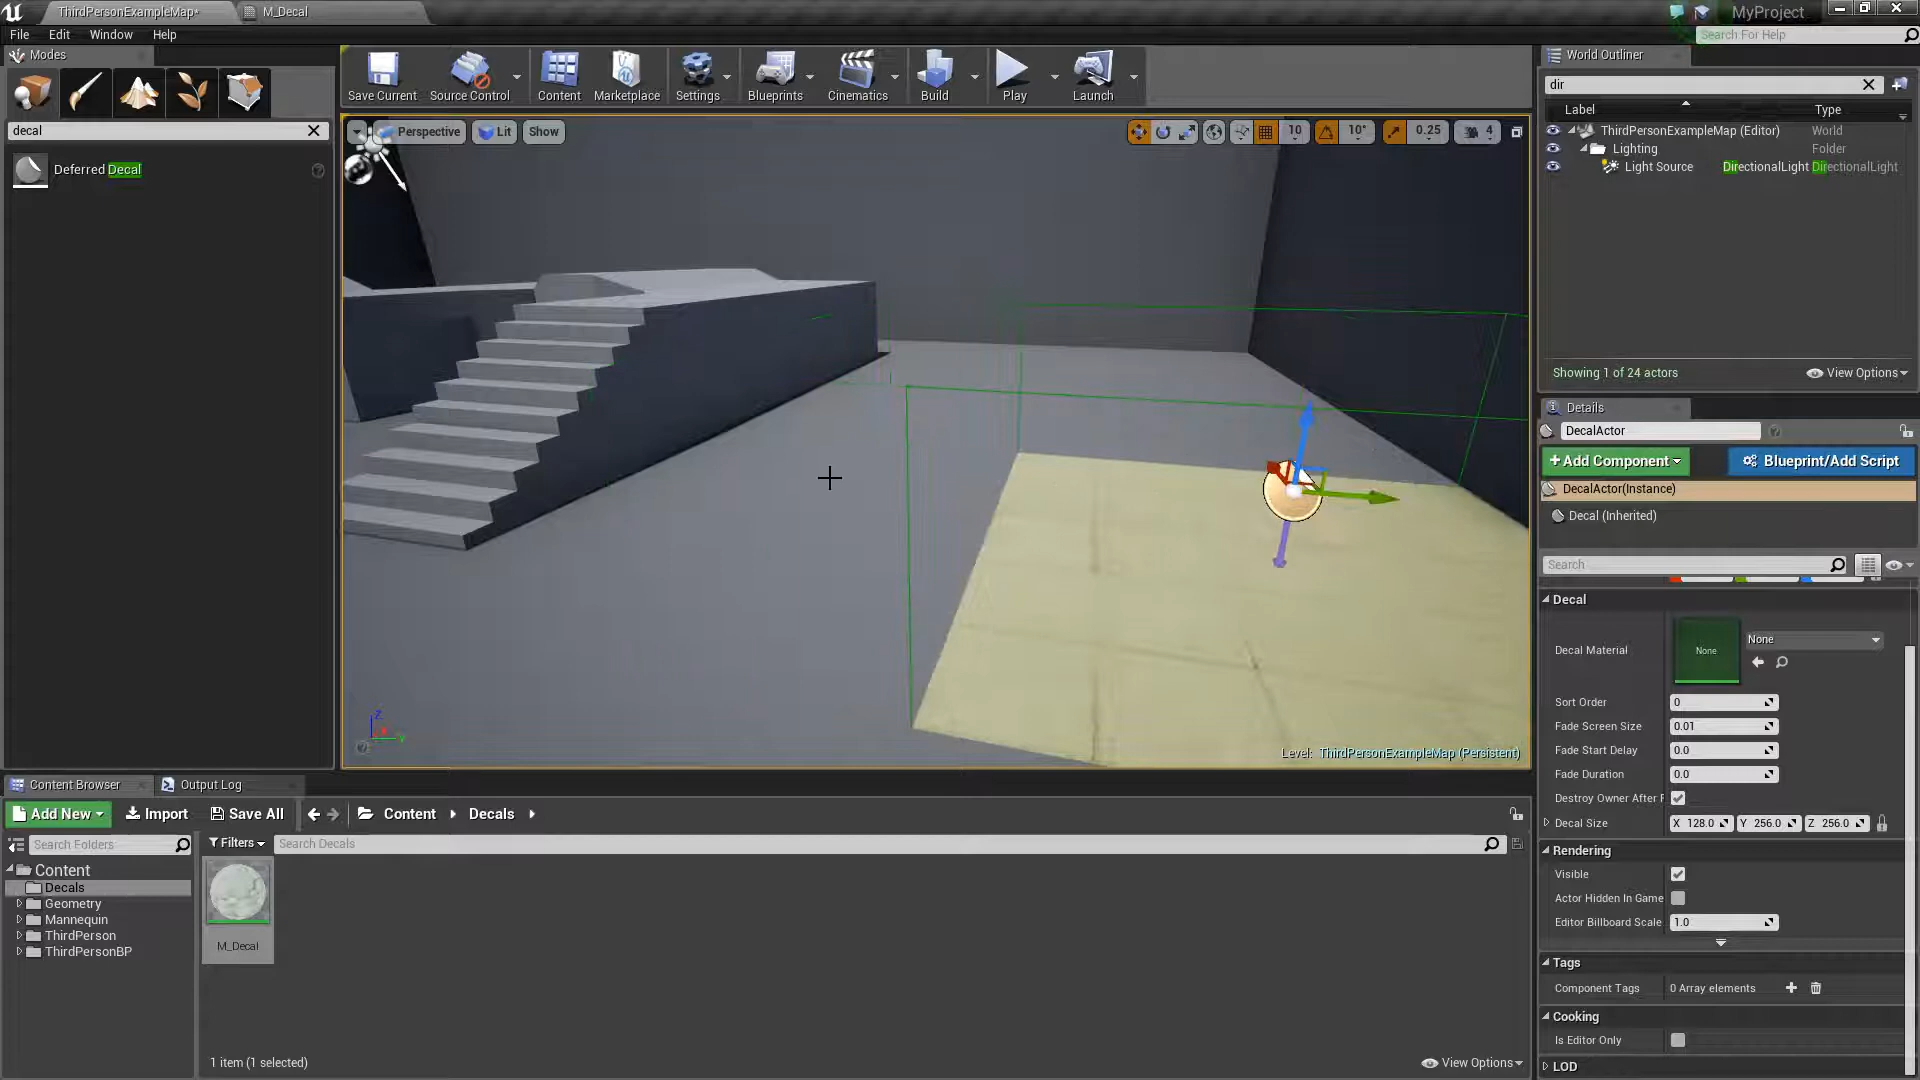 ThirdPersonExampleMap*
M_Decal
MyProject
File Edit Window Help
Search For Help
Modes
decal
Deferred Decal
Save Current
Source Control
Content
Marketplace
Settings
Blueprints
Cinematics
Build
Play
Launch
Perspective
Lit
Show
10
10°
0.25
4
Z
Level: ThirdPersonExampleMap (Persistent)
World Outliner
dir
Label Type
ThirdPersonExampleMap (Editor) World
Lighting Folder
Light Source DirectionalLight DirectionalLight
Showing 1 of 24 actors
View Options
Details
DecalActor
+ Add Component
Blueprint/Add Script
DecalActor(Instance)
Decal (Inherited)
Search
Decal
Decal Material None None
Sort Order 0
Fade Screen Size 0.01
Fade Start Delay 0.0
Fade Duration 0.0
Destroy Owner After F
Decal Size X 128.0 Y 256.0 Z 256.0
Rendering
Visible
Actor Hidden In Game
Editor Billboard Scale 1.0
Tags
Component Tags 0 Array elements
Cooking
Is Editor Only
LOD
Content Browser
Output Log
Add New
Import
Save All
Content
Decals
Search Folders
Filters
Search Decals
Content
Decals
Geometry
Mannequin
ThirdPerson
ThirdPersonBP
M_Decal
1 item (1 selected)
View Options